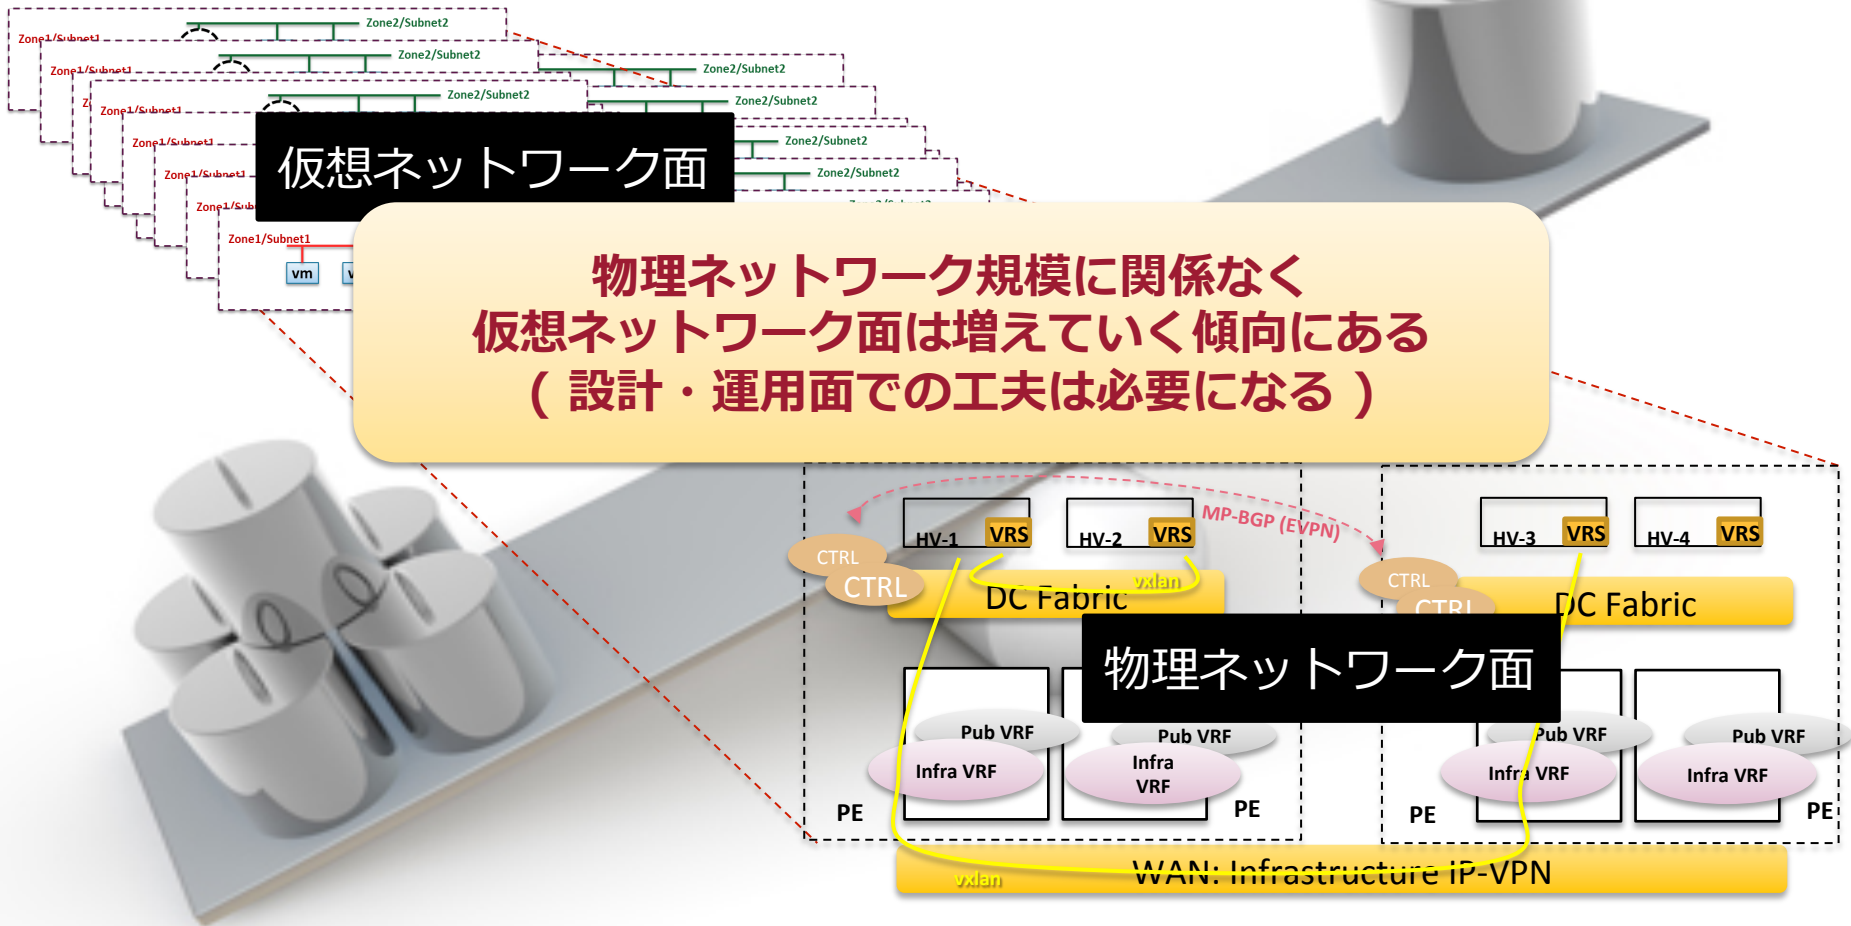 Zone2/Subnet2
Zone1/Subnet1
Zone2/Subnet2
Zone1/Subnet1
Zone2/Subnet2
Zone2/Subnet2
Zone1/Subnet1
Zone2/Subnet2
Zone1/Subnet1
Zone2/Subnet2
Zone1/Subnet1
Zone2/Subnet2
Zone1/Subnet1
vm
仮想ネットワーク面
物理ネットワーク規模に関係なく
仮想ネットワーク面は増えていく傾向にある
( 設計・運用面での工夫は必要になる )
MP-BGP (EVPN)
HV-1
VRS
HV-2
VRS
HV-3
VRS
HV-4
VRS
CTRL
CTRL
CTRL
CTRL
vxlan
DC Fabric
DC Fabric
物理ネットワーク面
Pub VRF
Pub VRF
Pub VRF
Pub VRF
Infra VRF
Infra
VRF
Infra VRF
Infra VRF
PE
PE
PE
PE
WAN: Infrastructure IP-VPN
vxlan